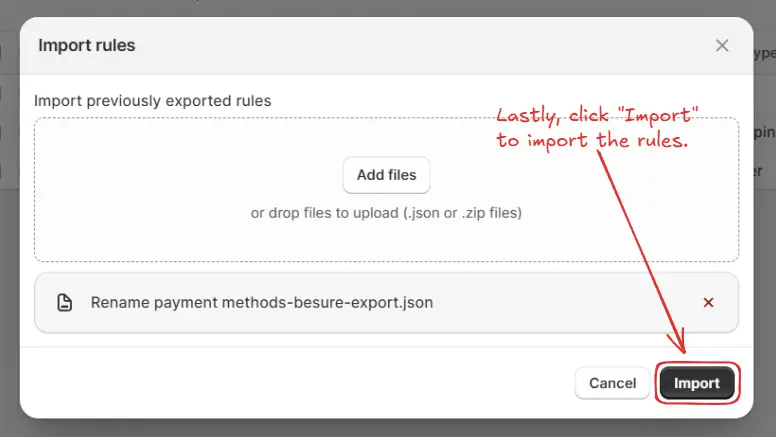 Import rules
ype
Import previously exported rules
Lastly, click "Import"
to import the rules.
pin
Add files
er
or drop files to upload (.json or .zip files)
Rename payment methods-besure-export.json
Cancel
Import